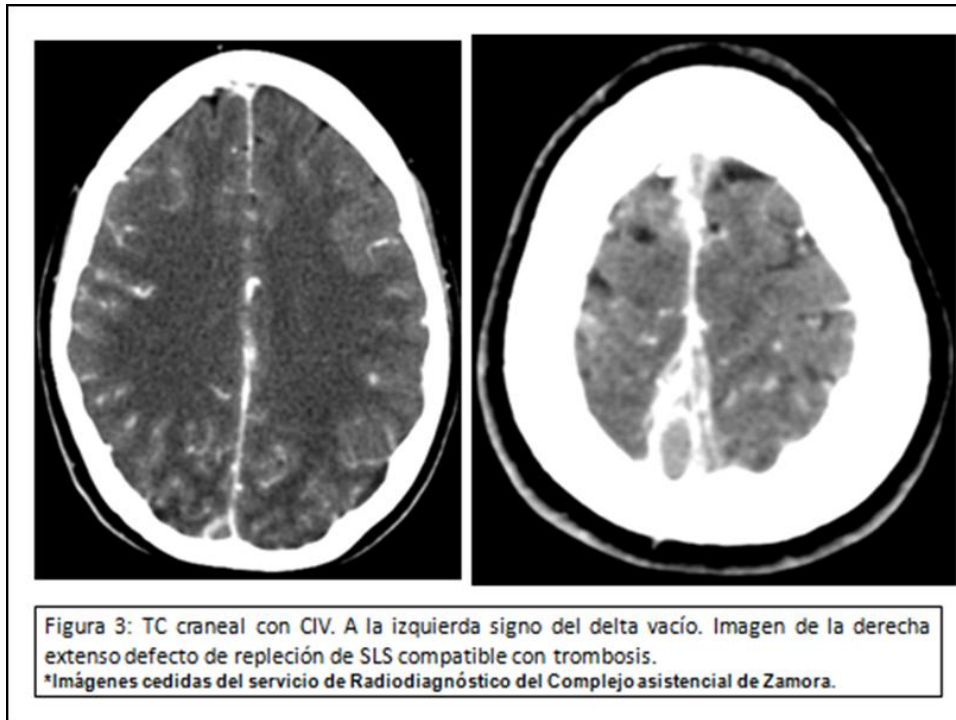 Figura 3: TC craneal con CIV. A la izquierda signo del delta vacío. Imagen de la derecha
extenso defecto de repleción de SLS compatible con trombosis.
*Imágenes cedidas del servicio de Radiodiagnóstico del Complejo asistencial de Zamora.